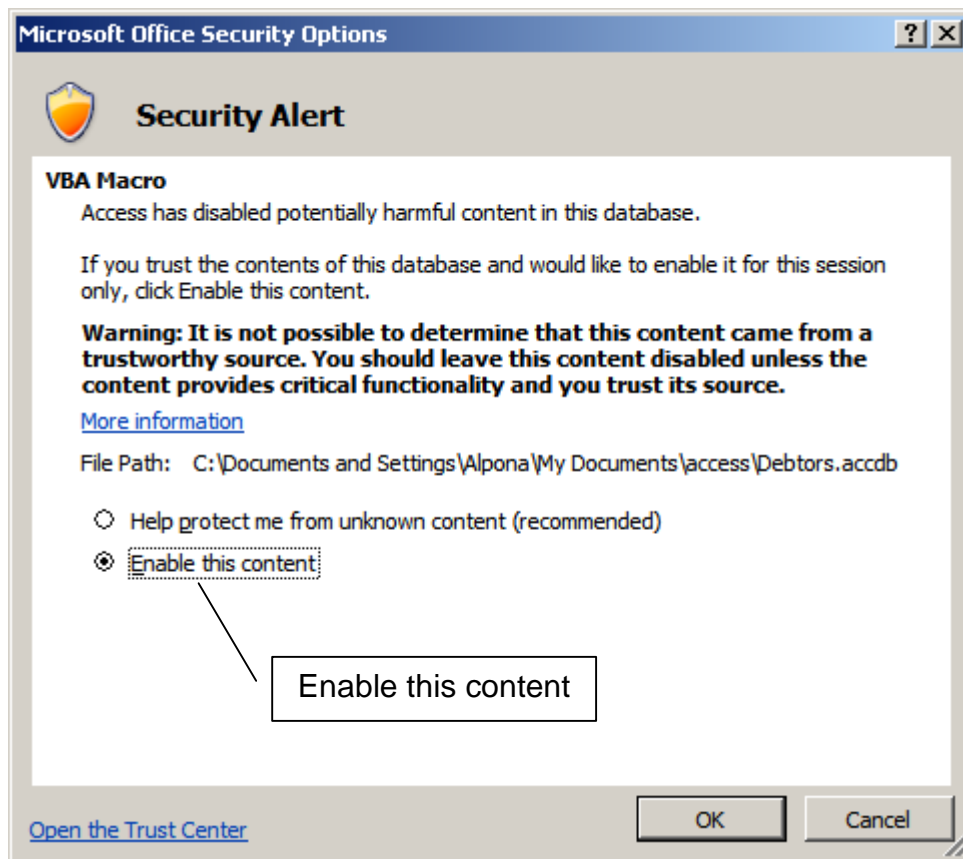 Microsoft Office Security Options
Security Alert
VBA Macro
Access has disabled potentially harmful content in this database.
If you trust the contents of this database and would like to enable it for this session
only, click Enable this content.
Warning: It is not possible to determine that this content came from a
trustworthy source. You should leave this content disabled unless the
content provides critical functionality and you trust its source.
More information
File Path: C:\Documents and Settings\Alpona\My Documents\access\Debtors.accdb
Help protect me from unknown content (recommended)
Enable this content
Enable this content
Open the Trust Center
OK
Cancel